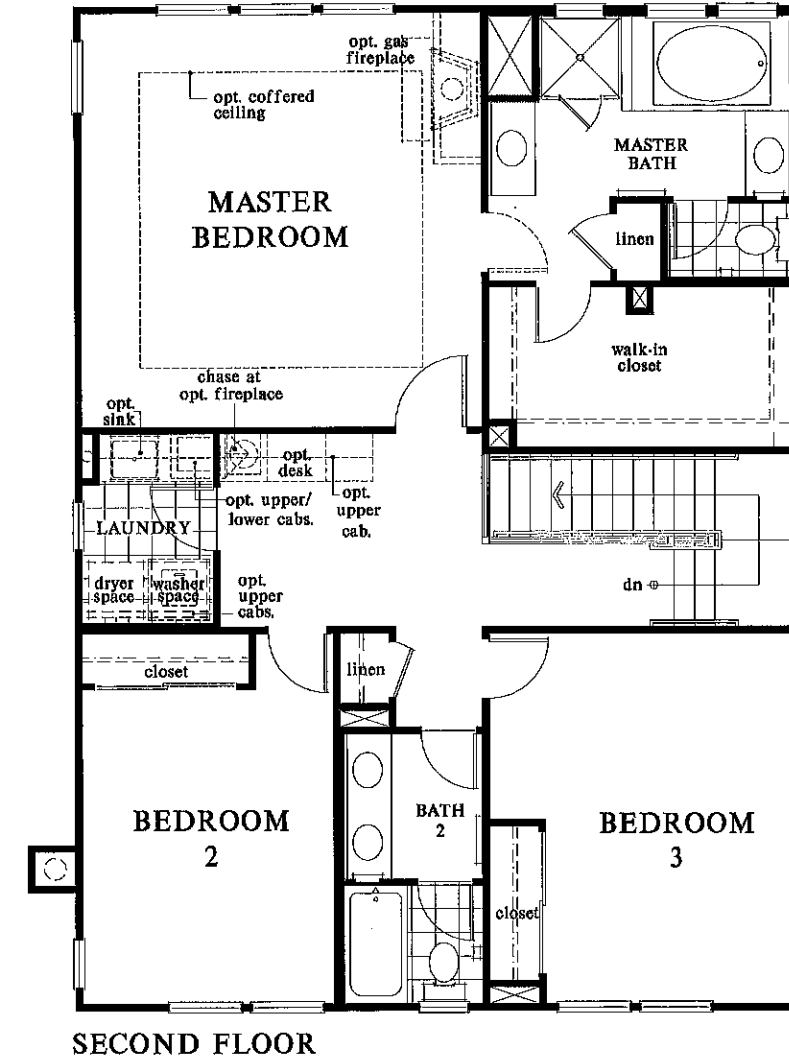 opt. gas
fireplace
opt. coffered
ceiling
MASTER
BATH
MASTER
BEDROOM
linen
walk-in
closet
chase at
opt. fireplace
opt.
sink
opt.
desk
opt. upper/
lower cabs.
opt.
upper
cab.
LAUNDRY
dryer
space
washer
space
opt.
upper
cabs.
dn
closet
linen
BEDROOM
2
BATH
2
BEDROOM
3
closet
SECOND FLOOR